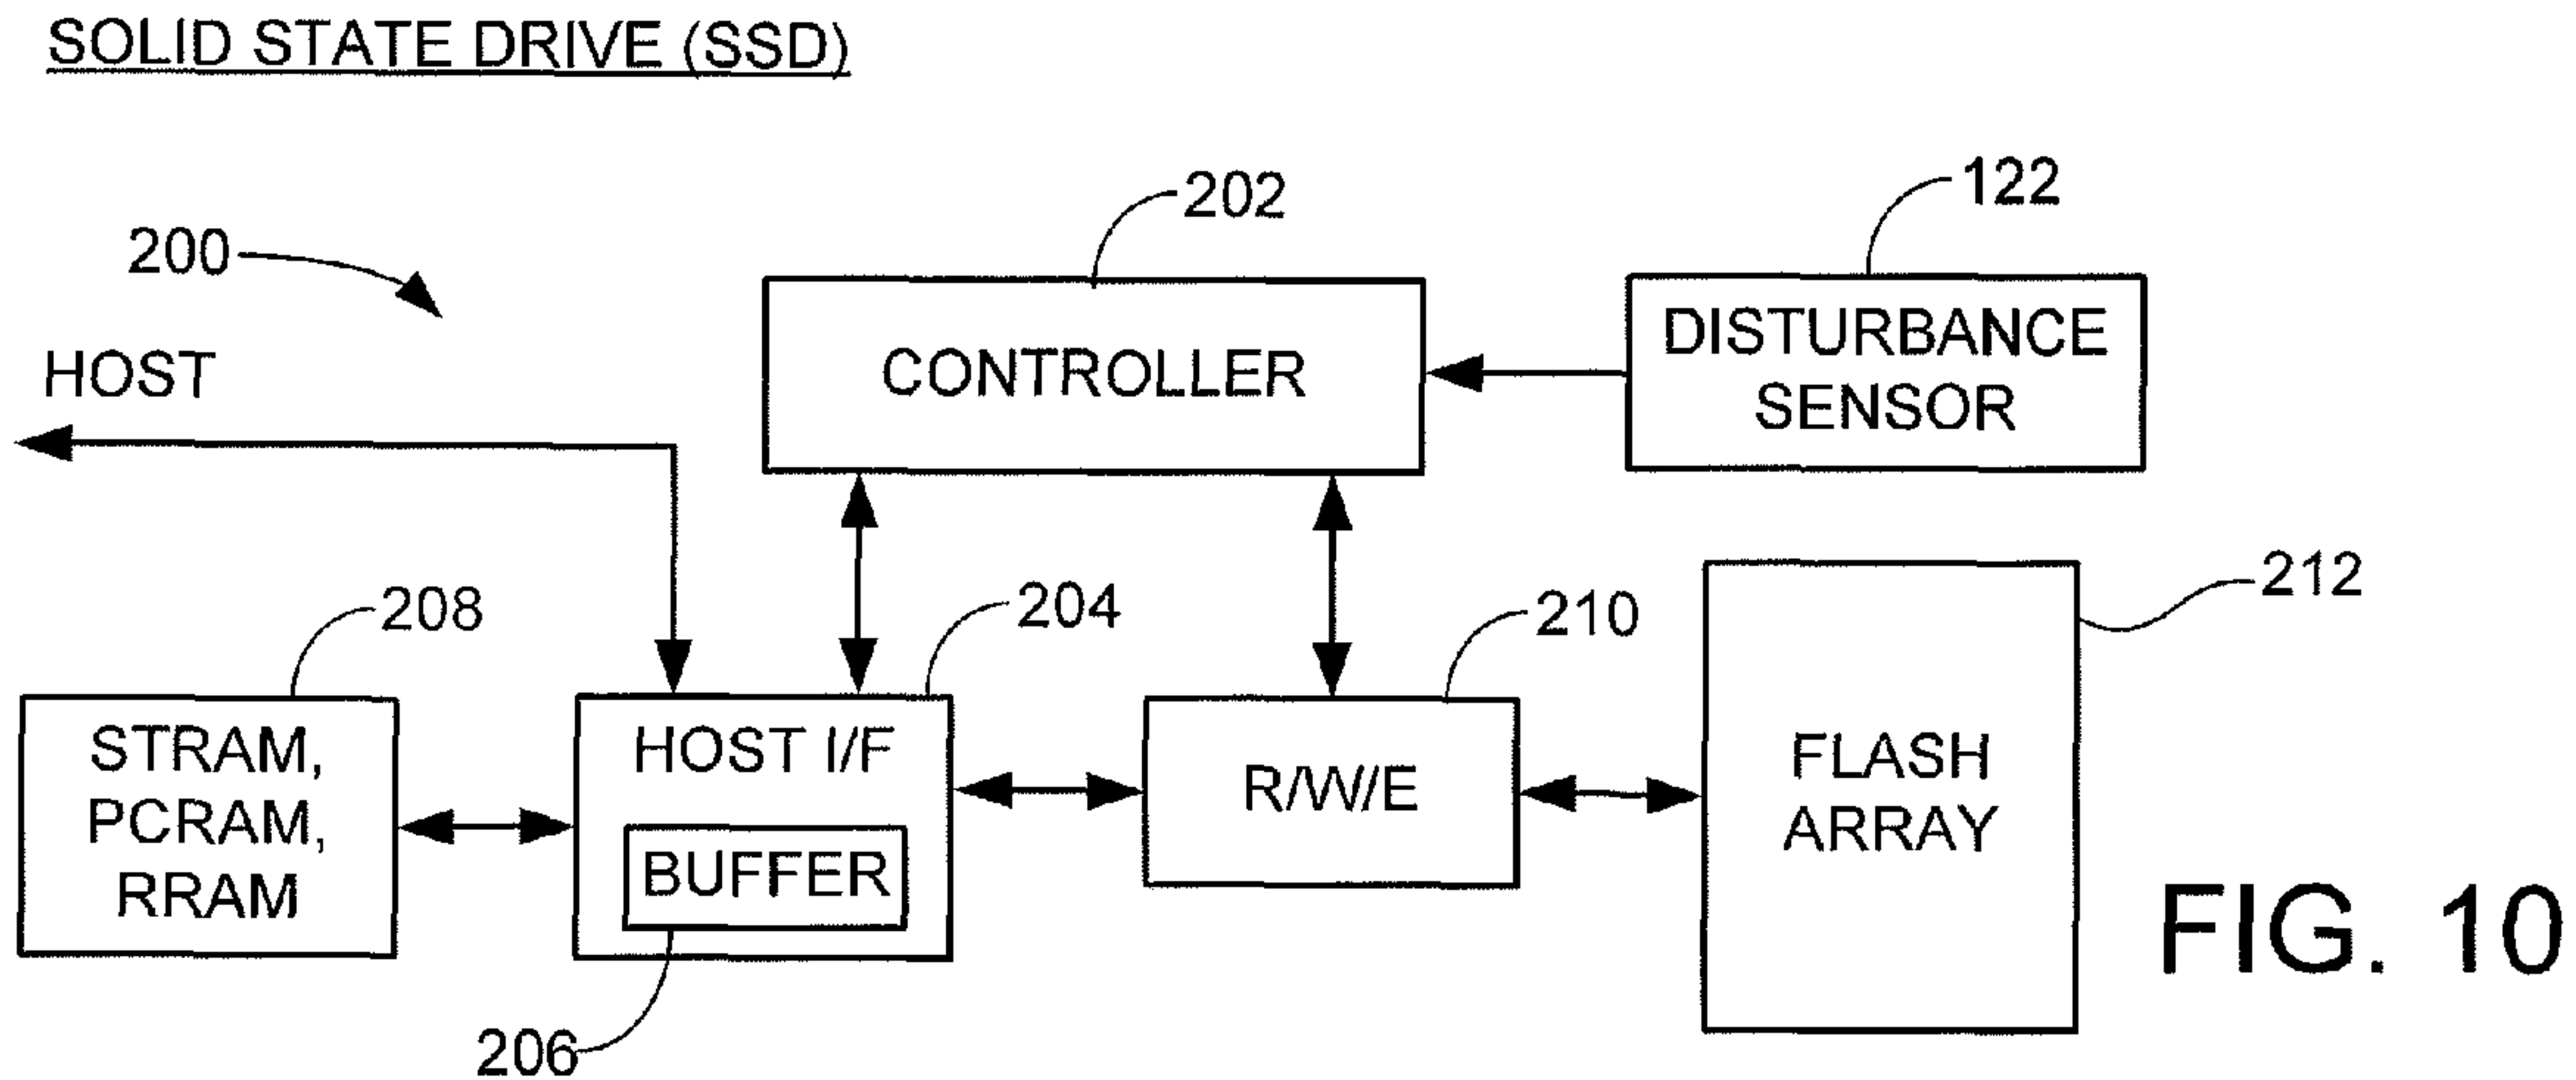 SOLID STATE DRIVE (SSD)
200
202
122
HOST
CONTROLLER
DISTURBANCE
SENSOR
208
204
210
212
STRAM,
PCRAM,
RRAM
HOST I/F
BUFFER
206
R/W/E
FLASH
ARRAY
FIG. 10